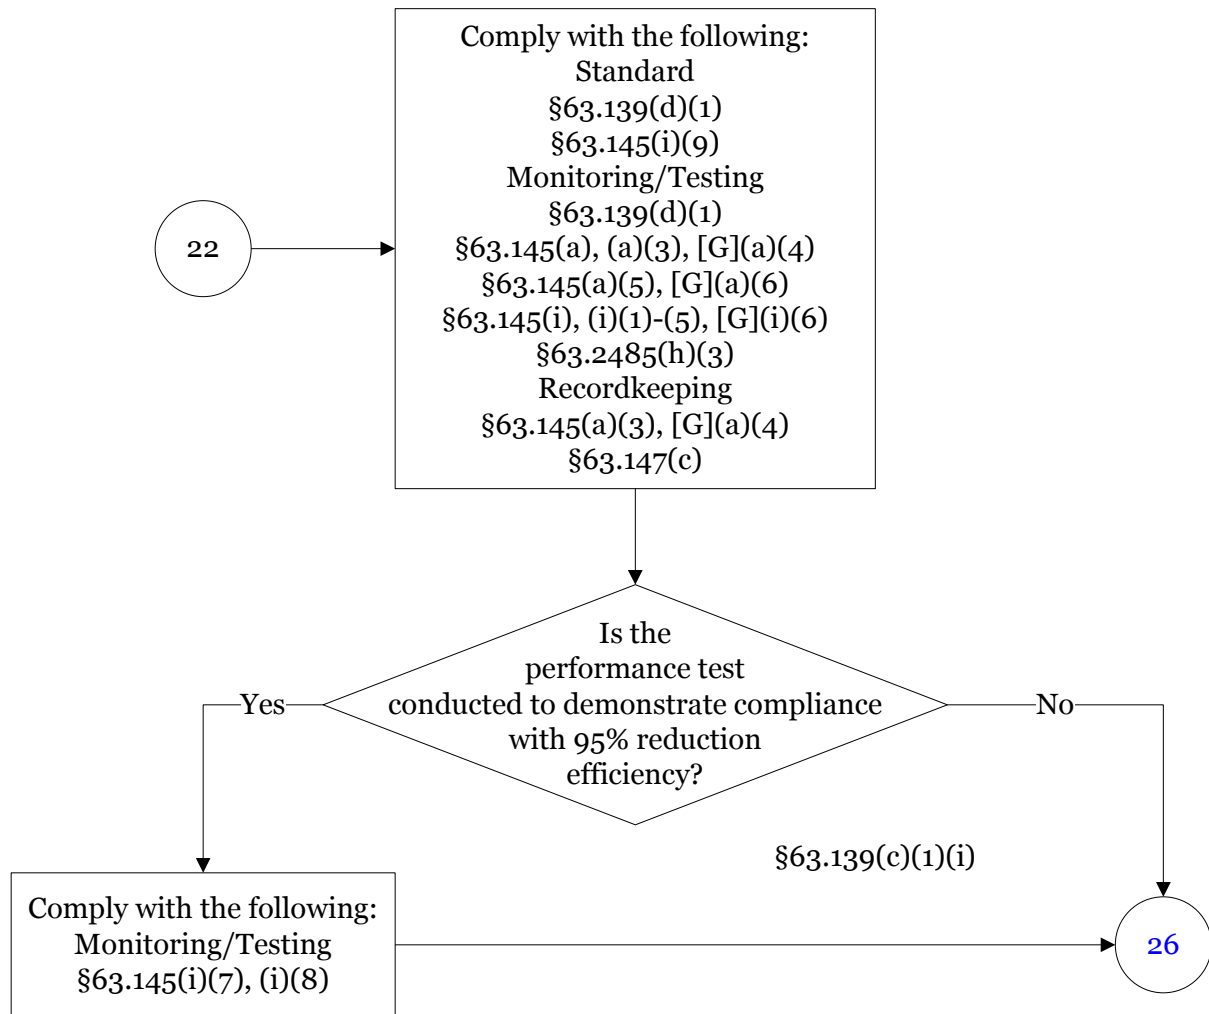 Comply with the following:
Standard
§63.139(d)(1)
§63.145(i)(9)
Monitoring/Testing
§63.139(d)(1)
§63.145(a), (a)(3), [G](a)(4)
§63.145(a)(5), [G](a)(6)
§63.145(i), (i)(1)-(5), [G](i)(6)
§63.2485(h)(3)
Recordkeeping
§63.145(a)(3), [G](a)(4)
§63.147(c)
22
Is the
performance test
conducted to demonstrate compliance
with 95% reduction
efficiency?
Yes
No
§63.139(c)(1)(i)
Comply with the following:
Monitoring/Testing
§63.145(i)(7), (i)(8)
26